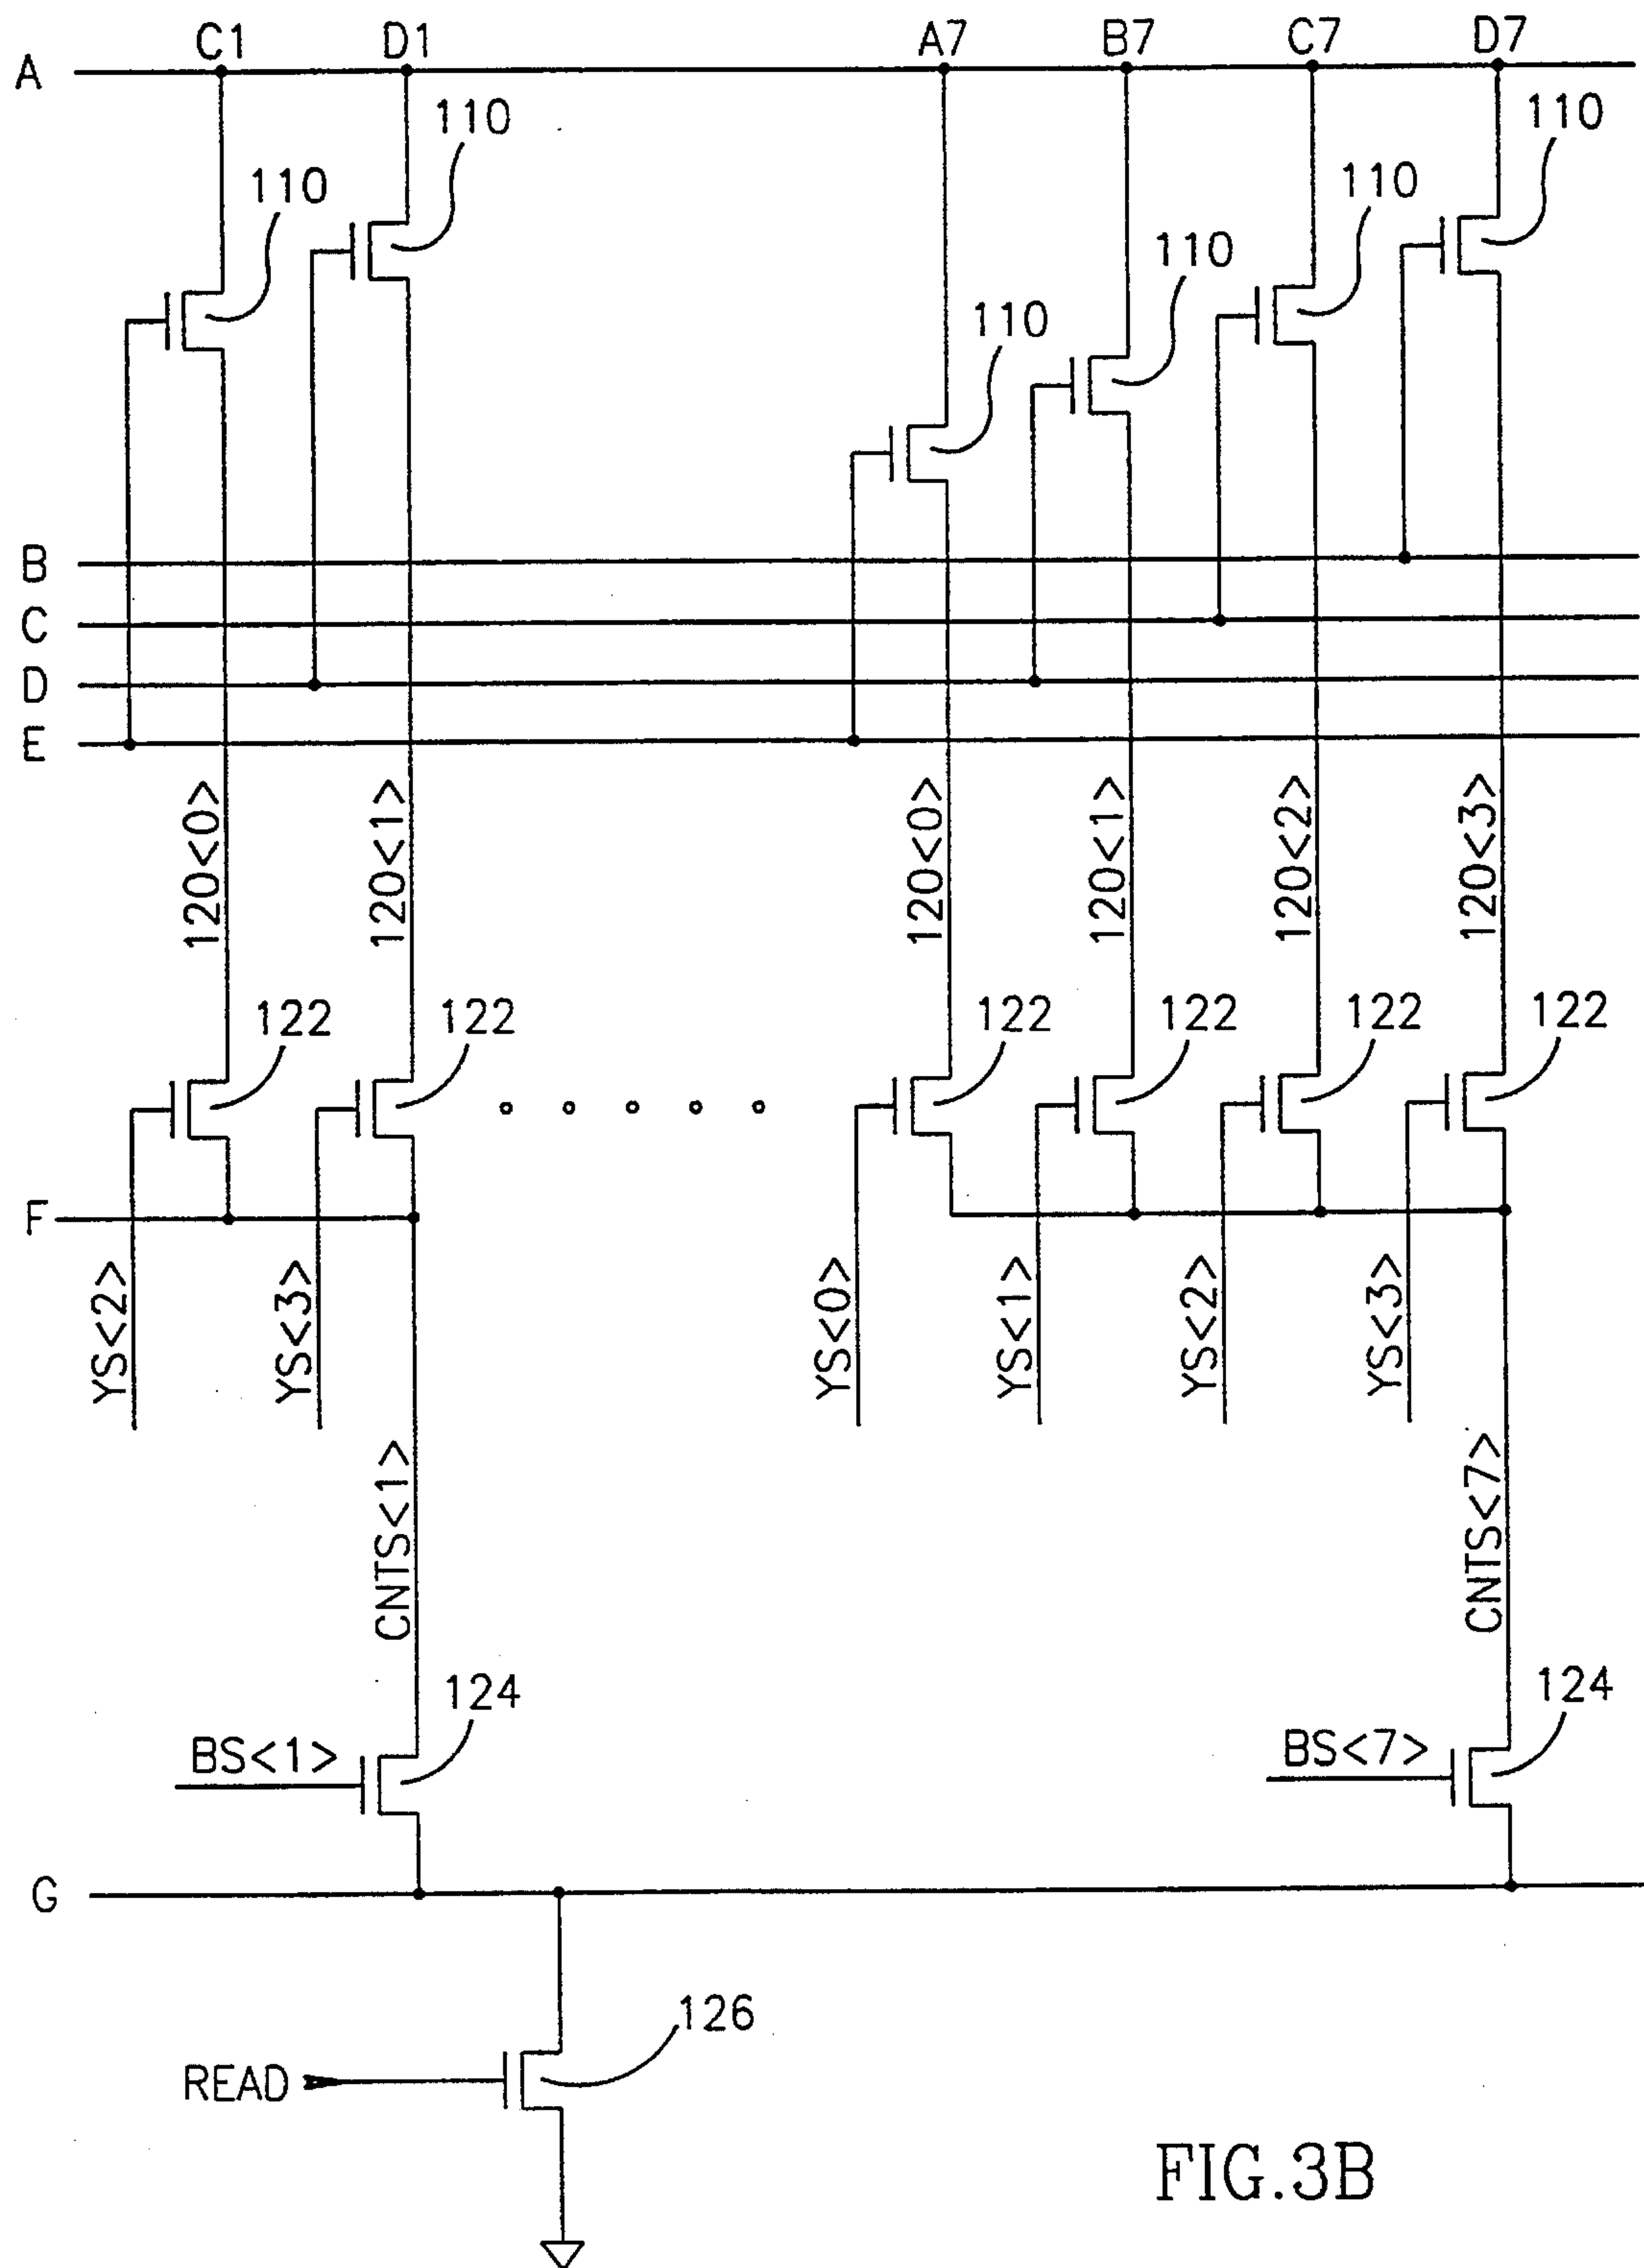 C1 D1 A7 B7 C7 D7
A
110 110
110 110
110 110
B
C
D
E
120<0> 120<1> 120<0> 120<1> 120<2> 120<3>
122 122 122 122 122 122
F
YS<2> YS<3> YS<0> YS<1> YS<2> YS<3>
CNTS<1> CNTS<7>
124 124
BS<1> BS<7>
G
126
READ
FIG.3B